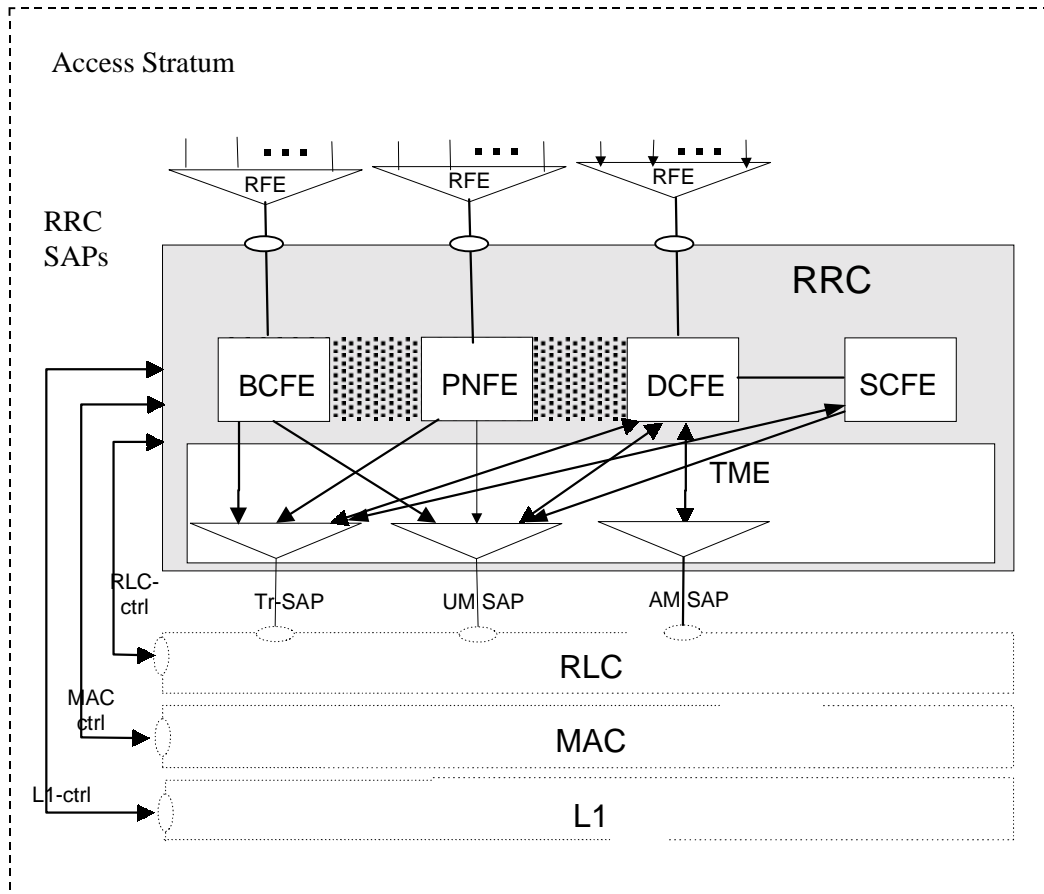 Access Stratum
RFE
RFE
RFE
RRC
SAPs
RRC
BCFE
PNFE
DCFE
SCFE
TME
RLC-
ctrl
Tr-SAP
UM SAP
AM SAP
RLC
MAC
ctrl
MAC
L1-ctrl
L1